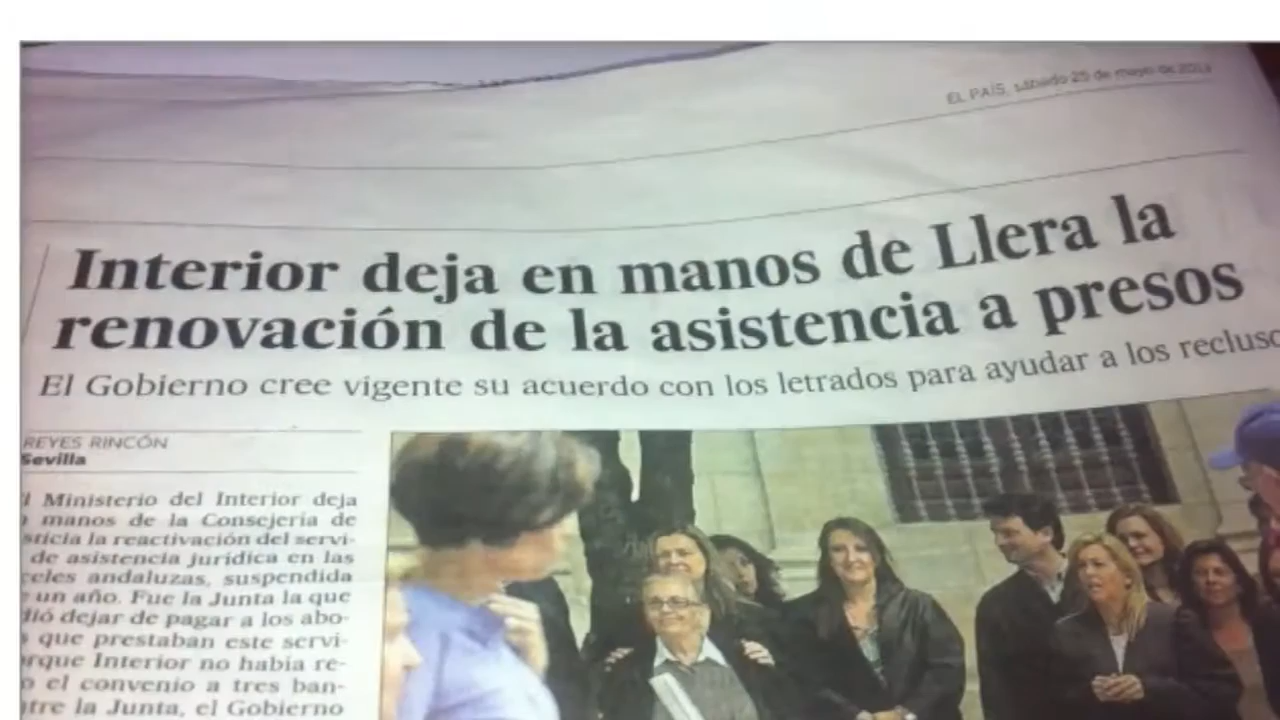 EL PAÍS, sábado 25 de mayo de 2013
Interior deja en manos de Llera la
renovación de la asistencia a presos
El Gobierno cree vigente su acuerdo con los letrados para ayudar a los recluso
REYES RINCÓN
Sevilla
l Ministerio del Interior deja
manos de la Consejería de
sticia la reactivación del servi-
de asistencia jurídica en las
celes andaluzas, suspendida
un año. Fue la Junta la que
dió dejar de pagar a los abo-
s que prestaban este servi-
rque Interior no había re-
o el convenio a tres ban-
ntre la Junta, el Gobierno